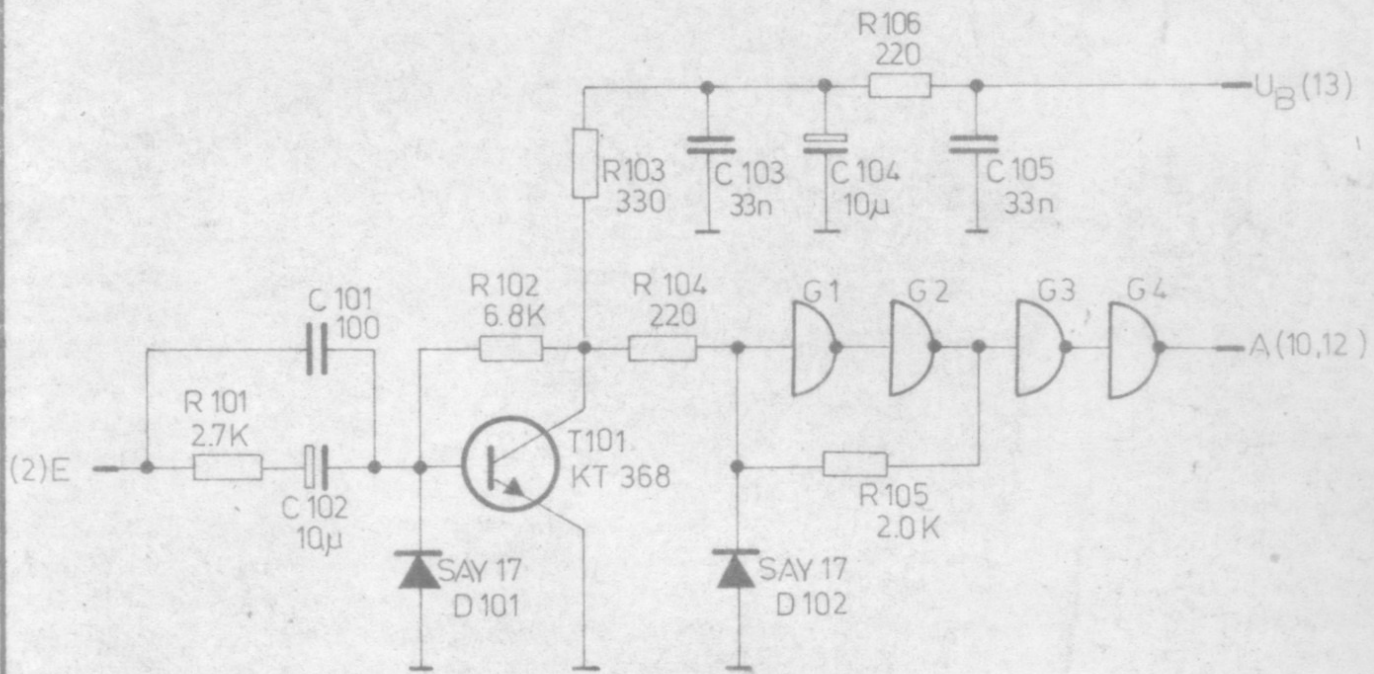 R 106
220
U_B (13)
R103
330
C 103
33n
C 104
10µ
C 105
33n
C 101
100
R 102
6.8K
R 104
220
G1
G2
G3
G4
A (10,12)
R 101
2.7K
(2)E
C 102
10µ
T101
KT 368
R 105
2.0K
SAY 17
D 101
SAY 17
D 102